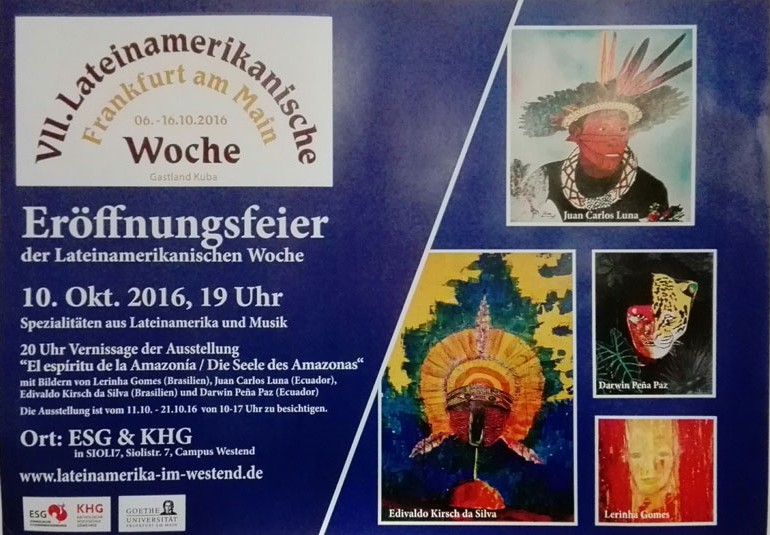 VII. Lateinamerikanische
Frankfurt am Main
06. - 16.10.2016
Woche
Gastland Kuba
Eröffnungsfeier
der Lateinamerikanischen Woche
10. Okt. 2016, 19 Uhr
Spezialitäten aus Lateinamerika und Musik
20 Uhr Vernissage der Ausstellung
"El espíritu de la Amazonía / Die Seele des Amazonas“
mit Bildern von Lerinha Gomes (Brasilien), Juan Carlos Luna (Ecuador),
Edivaldo Kirsch da Silva (Brasilien) und Darwin Peña Paz (Ecuador)
Die Ausstellung ist vom 11.10. - 21.10.16 von 10-17 Uhr zu besichtigen.
Ort: ESG & KHG
in SIOLI7, Siolistr. 7, Campus Westend
www.lateinamerika-im-westend.de
ESG
KHG
GOETHE
UNIVERSITÄT
FRANKFURT AM MAIN
Juan Carlos Luna
Edivaldo Kirsch da Silva
Darwin Peña Paz
Lerinha Gomes